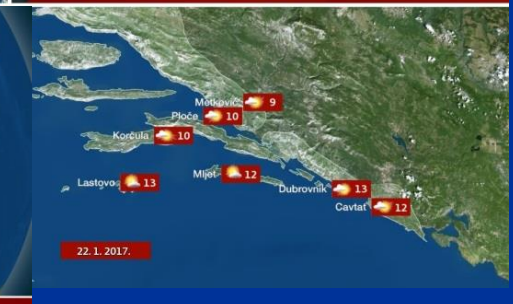 Metković 9
Ploče 10
Korčula 10
Lastovo 13
Mljet 12
Dubrovnik 13
Cavtat 12
22. 1. 2017.